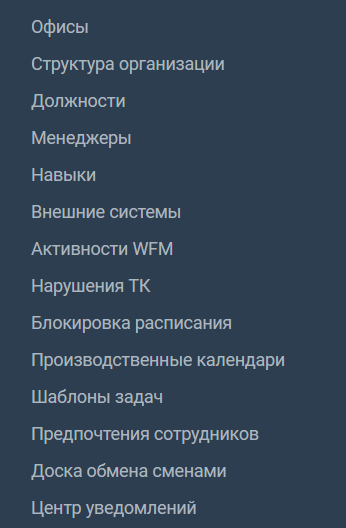 Офисы
Структура организации
Должности
Менеджеры
Навыки
Внешние системы
Активности WFM
Нарушения ТК
Блокировка расписания
Производственные календари
Шаблоны задач
Предпочтения сотрудников
Доска обмена сменами
Центр уведомлений